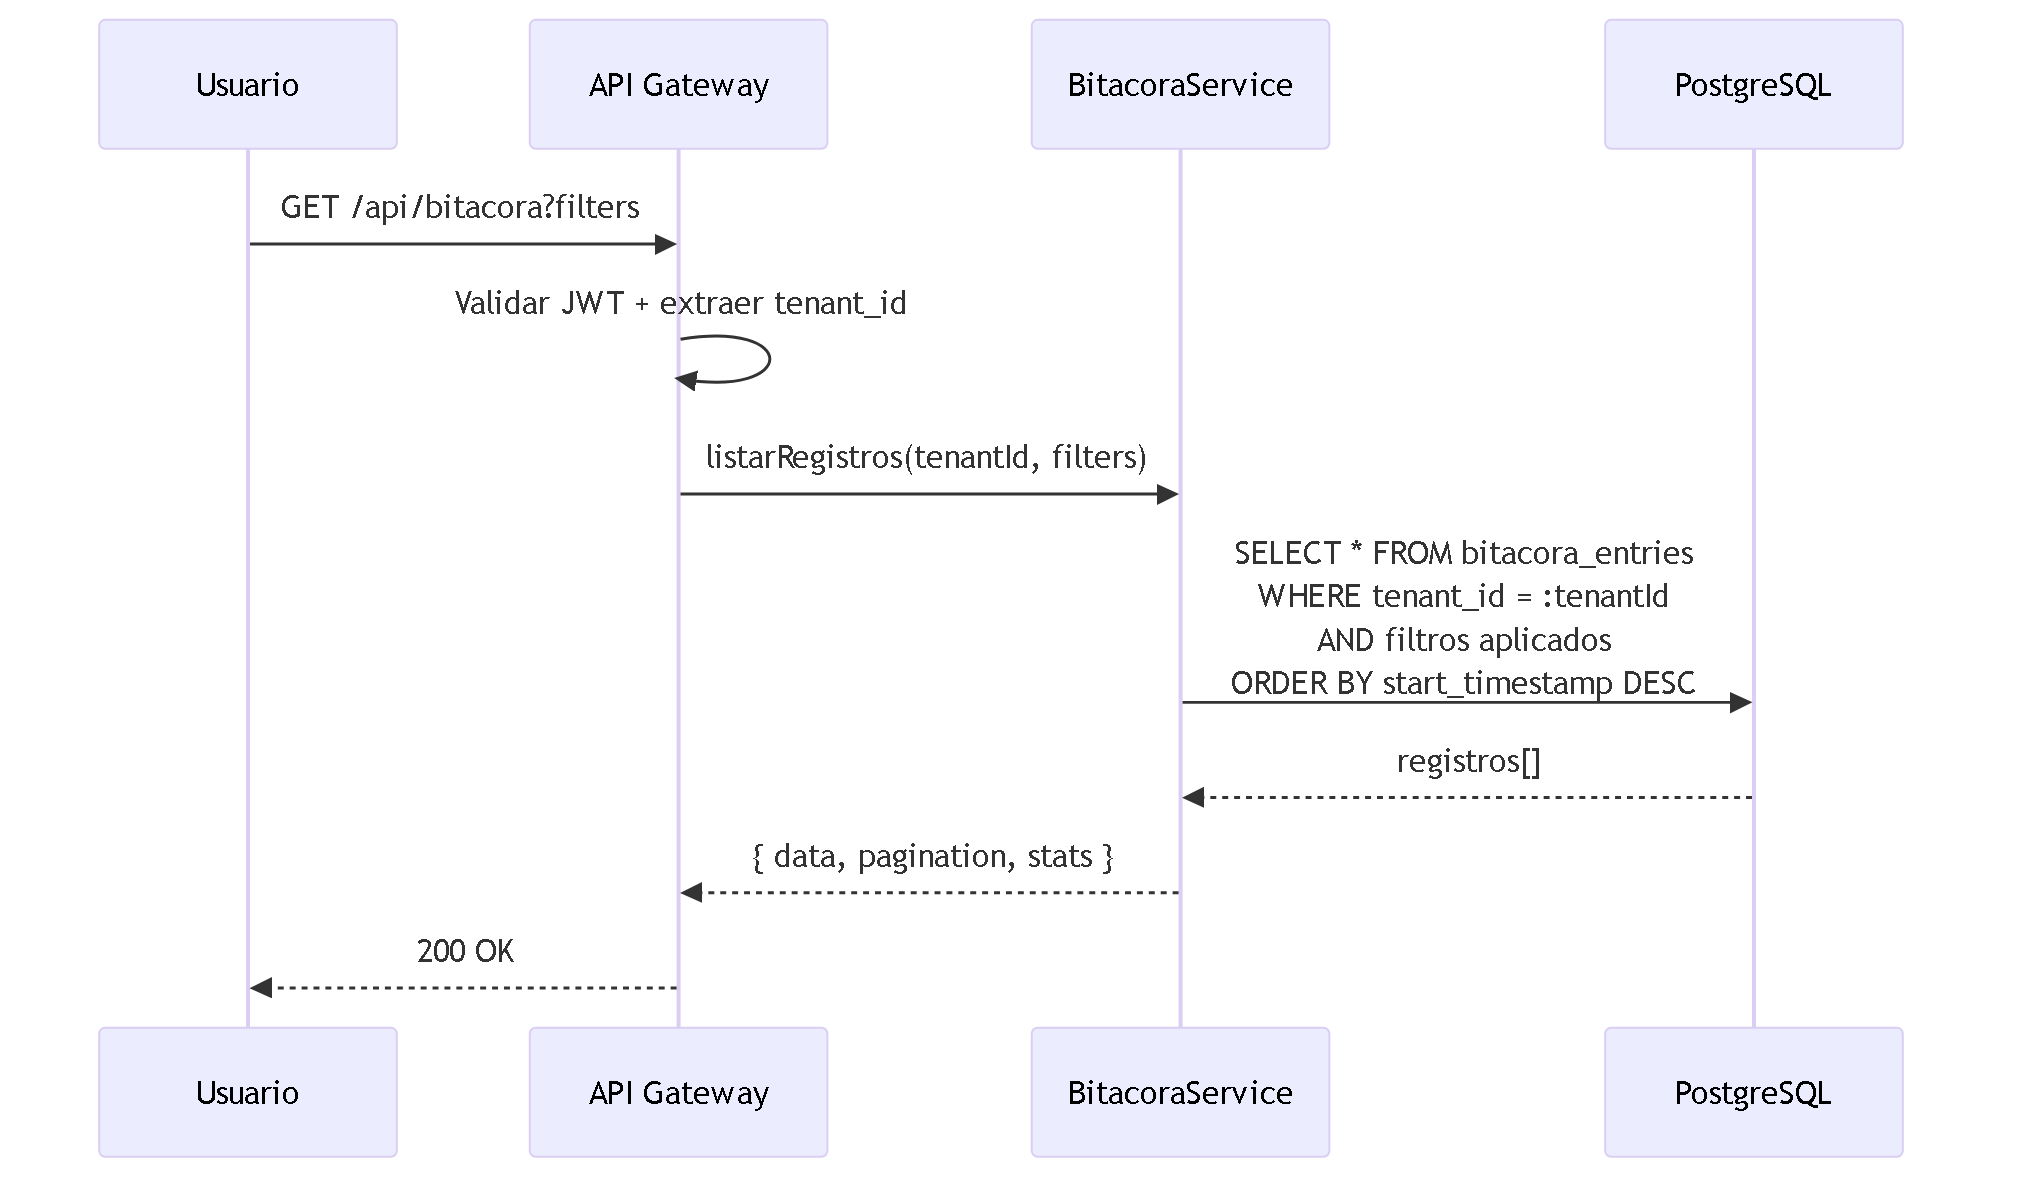 Usuario
API Gateway
BitacoraService
PostgreSQL
GET /api/bitacora?filters
Validar JWT + extraer tenant_id
listarRegistros(tenantId, filters)
SELECT * FROM bitacora_entries
WHERE tenant_id = :tenantId
AND filtros aplicados
ORDER BY start_timestamp DESC
registros[]
{ data, pagination, stats }
200 OK
Usuario
API Gateway
BitacoraService
PostgreSQL